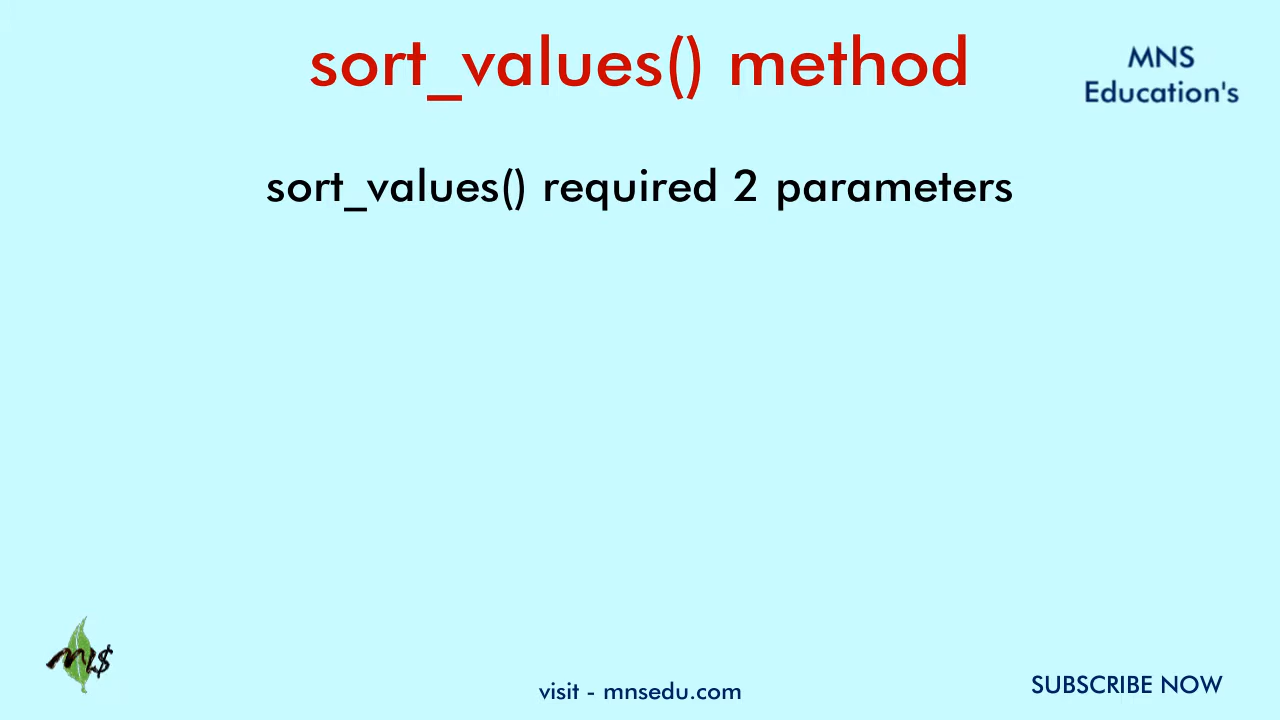 sort_values() method
MNS
Education's
sort_values() required 2 parameters
visit - mnsedu.com
SUBSCRIBE NOW